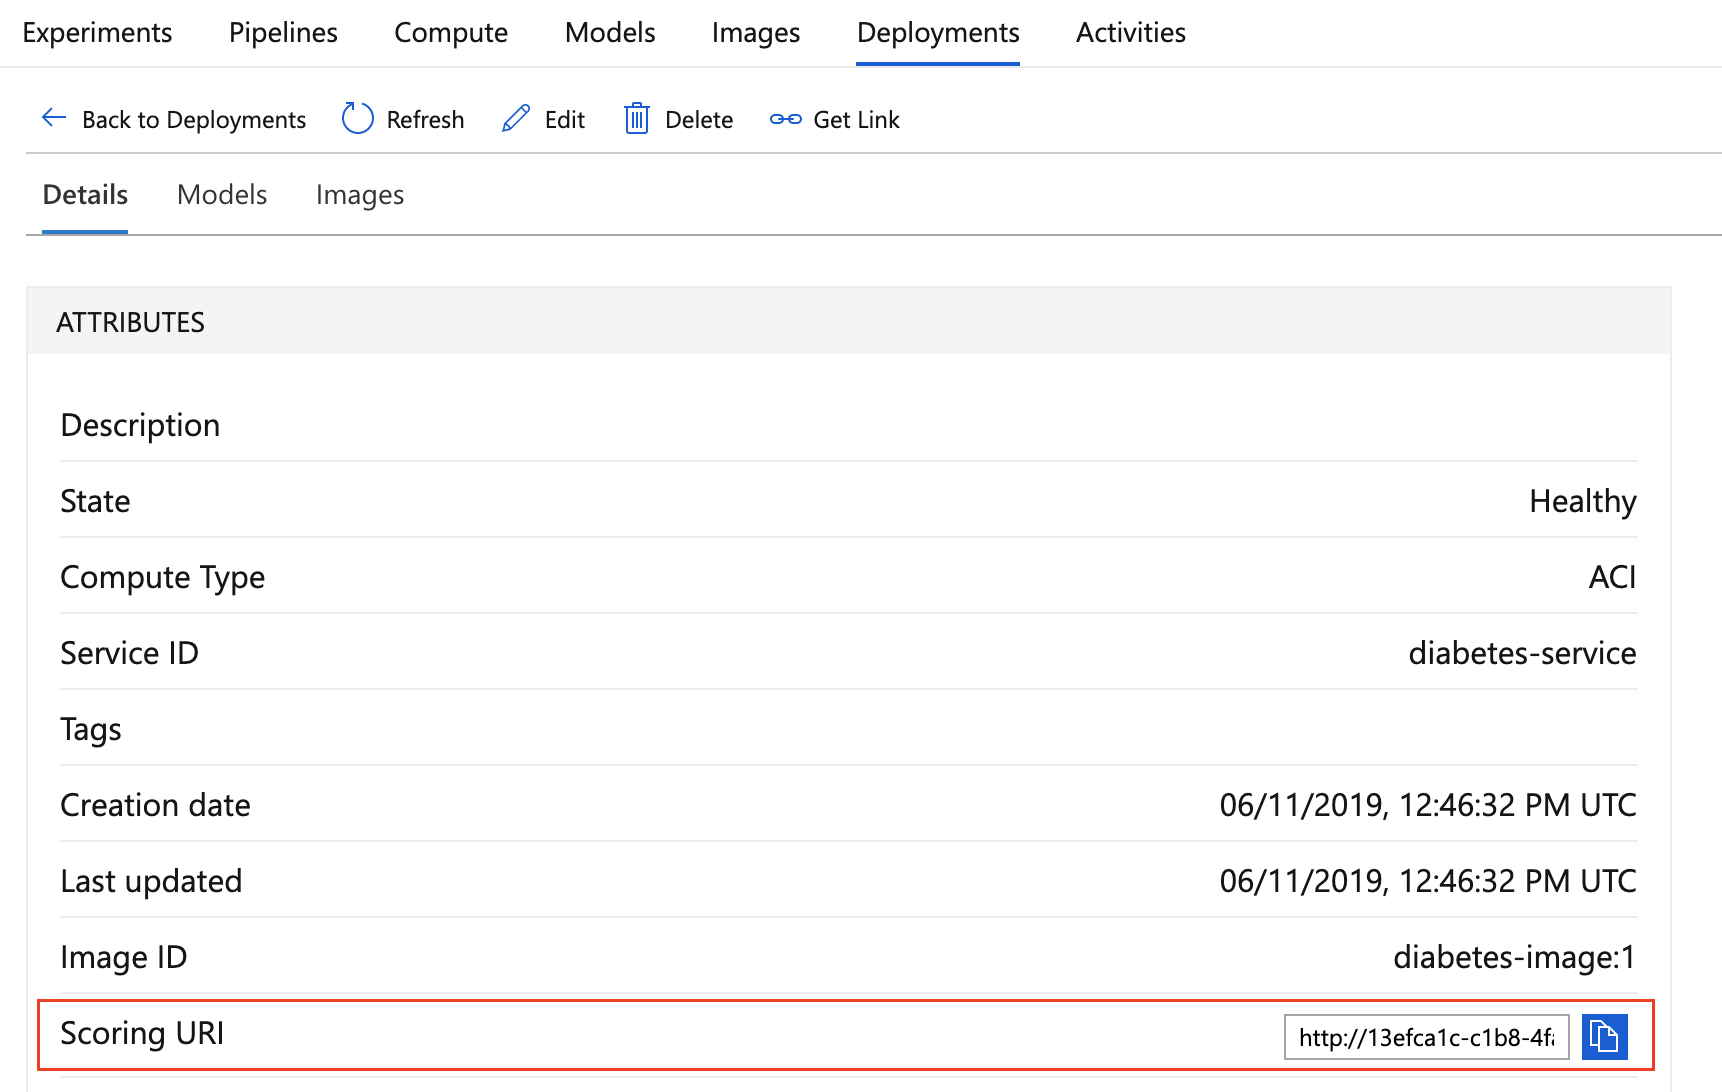 Experiments Pipelines Compute Models Images Deployments Activities
Back to Deployments Refresh Edit Delete Get Link
Details Models Images
ATTRIBUTES
Description
State Healthy
Compute Type ACI
Service ID diabetes-service
Tags
Creation date 06/11/2019, 12:46:32 PM UTC
Last updated 06/11/2019, 12:46:32 PM UTC
Image ID diabetes-image:1
Scoring URI http://13efca1c-c1b8-4fa